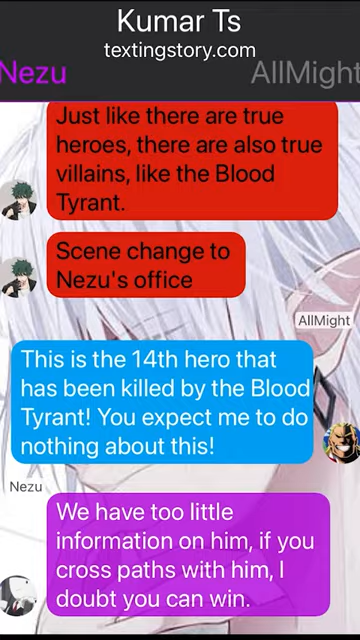 Kumar Ts
textingstory.com
Nezu
AllMight
Just like there are true
heroes, there are also true
villains, like the Blood
Tyrant.
Scene change to
Nezu's office
AllMight
This is the 14th hero that
has been killed by the Blood
Tyrant! You expect me to do
nothing about this!
Nezu
We have too little
information on him, if you
cross paths with him, I
doubt you can win.